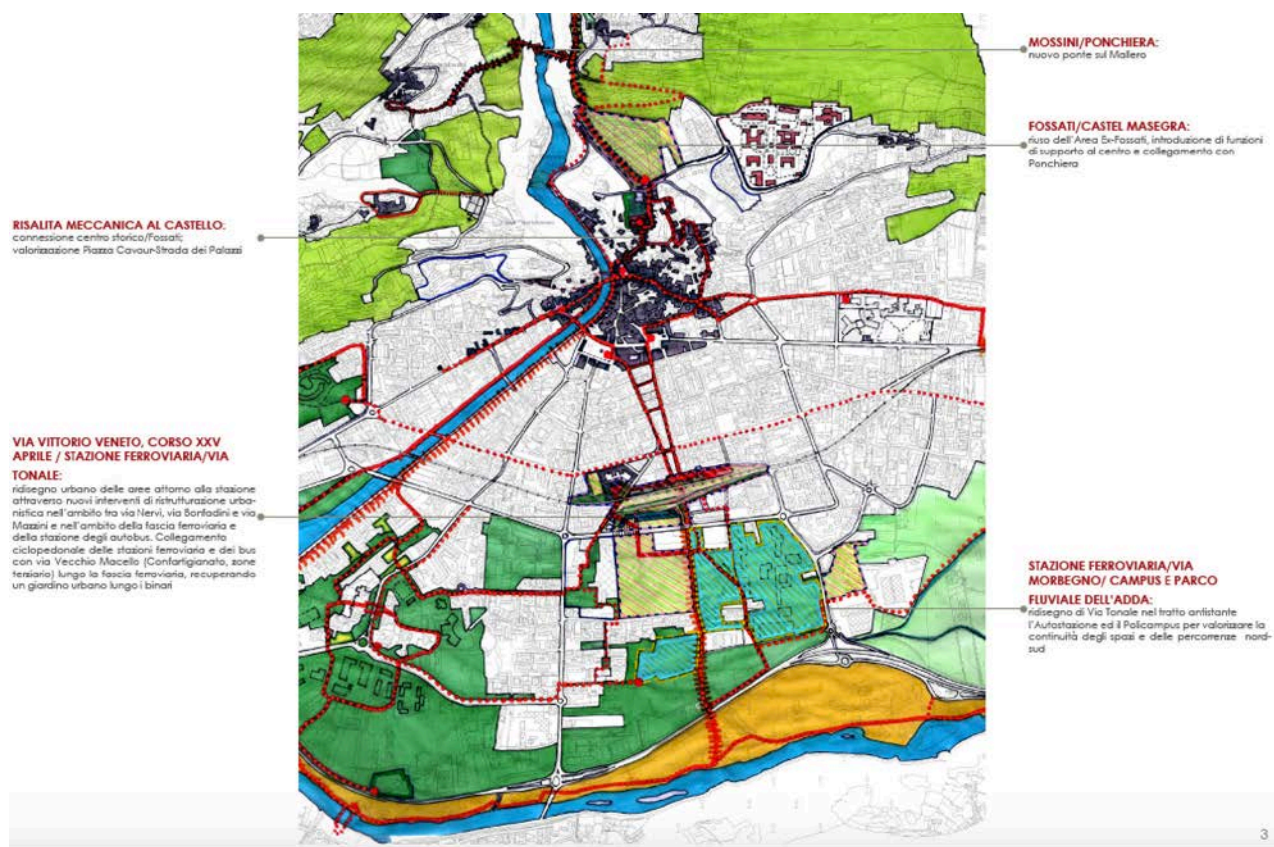 MOSSINI/PONCHIERA:
nuovo ponte sul Mallero
FOSSATI/CASTEL MASEGRA:
riuso dell'Area Ex-Fossati, introduzione di funzioni
di supporto al centro e collegamento con
Ponchiera
RISALITA MECCANICA AL CASTELLO:
connessione centro storico/Fossati;
valorizzazione Piazza Cavour-Strada dei Palazzi
VIA VITTORIO VENETO, CORSO XXV
APRILE / STAZIONE FERROVIARIA/VIA
TONALE:
ridisegno urbano delle aree attorno alla stazione
attraverso nuovi interventi di ristrutturazione urba-
nistica nell'ambito tra via Nervi, via Bonfadini e via
Mazzini e nell'ambito della fascia ferroviaria e
della stazione degli autobus. Collegamento
ciclopedonale delle stazioni ferroviaria e dei bus
con via Vecchio Macello (Confartigianato, zone
terziario) lungo la fascia ferroviaria, recuperando
un giardino urbano lungo i binari
STAZIONE FERROVIARIA/VIA
MORBEGNO/ CAMPUS E PARCO
FLUVIALE DELL'ADDA:
ridisegno di Via Tonale nel tratto antistante
l'Autostazione ed il Policampus per valorizzare la
continuità degli spazi e delle percorrenze nord-
sud
3